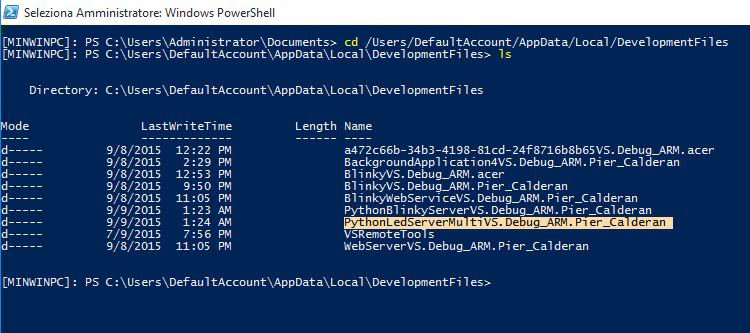 Seleziona Amministratore: Windows PowerShell
[MINWINPC]: PS C:\Users\Administrator\Documents> cd /Users/DefaultAccount/AppData/Local/DevelopmentFiles
[MINWINPC]: PS C:\Users\DefaultAccount\AppData\Local\DevelopmentFiles> ls
Directory: C:\Users\DefaultAccount\AppData\Local\DevelopmentFiles
Mode LastWriteTime Length Name
---- ------------- ------ ----
d----- 9/8/2015 12:22 PM a472c66b-34b3-4198-81cd-24f8716b8b65VS.Debug_ARM.acer
d----- 9/8/2015 2:29 PM BackgroundApplication4VS.Debug_ARM.Pier_Calderan
d----- 9/8/2015 12:53 PM BlinkyVS.Debug_ARM.acer
d----- 9/8/2015 9:50 PM BlinkyVS.Debug_ARM.Pier_Calderan
d----- 9/8/2015 11:05 PM BlinkyWebServiceVS.Debug_ARM.Pier_Calderan
d----- 9/9/2015 1:23 AM PythonBlinkyServerVS.Debug_ARM.Pier_Calderan
d----- 9/9/2015 1:24 AM PythonLedServerMultiVS.Debug_ARM.Pier_Calderan
d----- 7/9/2015 7:56 PM VSRemoteTools
d----- 9/8/2015 11:05 PM WebServerVS.Debug_ARM.Pier_Calderan
[MINWINPC]: PS C:\Users\DefaultAccount\AppData\Local\DevelopmentFiles>